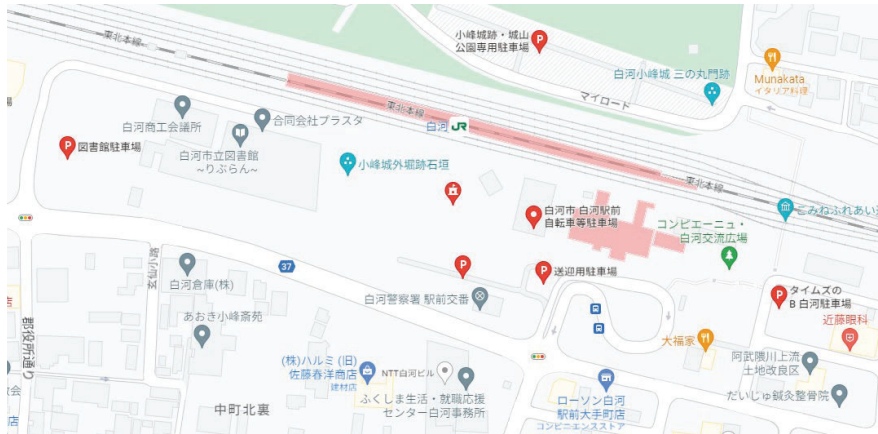 小峰城跡・城山
公園専用駐車場
東北本線
白河小峰城 三の丸門跡
Munakata
イタリア料理
マイロード
東北本線
白河
JR
合同会社プラスタ
白河商工会議所
図書館駐車場
白河市立図書館
~りぶらん~
小峰城外堀跡石垣
東北本線
白河市 白河駅前
自転車等駐車場
こみねふれあい
コンビエーニュ・
白河交流広場
玄仙小路
37
白河倉庫(株)
送迎用駐車場
白河警察署 駅前交番
タイムズの
B 白河駐車場
あおき小峰斎苑
近藤眼科
郡役所通り
大福家
阿武隈川上流
土地改良区
(株)ハルミ (旧)
佐藤春洋商店
建材店
NTT白河ビル
ふくしま生活・就職応援
センター白河事務所
ローソン白河
駅前大手町店
コンビニエンスストア
だいじゅ鍼灸整骨院
中町北裏